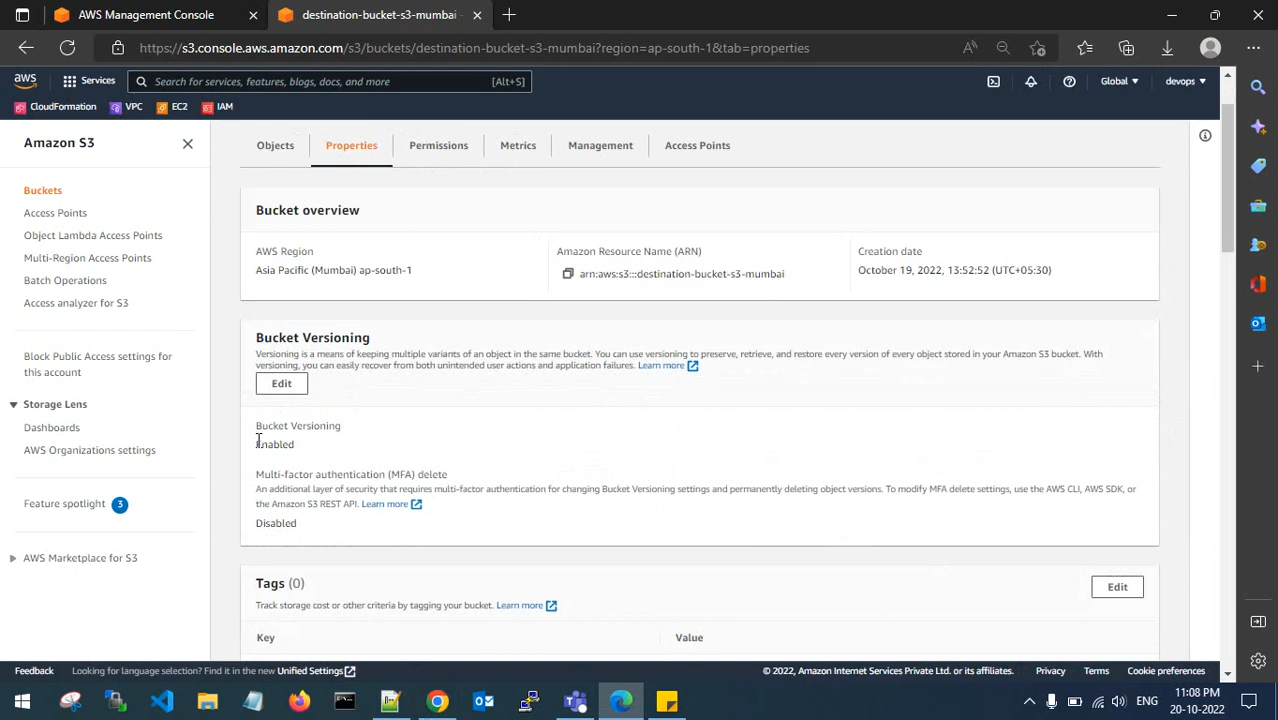 AWS Management Console
destination-bucket-s3-mumbai -
https://s3.console.aws.amazon.com/s3/buckets/destination-bucket-s3-mumbai?region=ap-south-1&tab=properties
aws
Services
Search for services, features, blogs, docs, and more
[Alt+S]
Global
devops
CloudFormation
VPC
EC2
IAM
Amazon S3
Buckets
Access Points
Object Lambda Access Points
Multi-Region Access Points
Batch Operations
Access analyzer for S3
Block Public Access settings for
this account
Storage Lens
Dashboards
AWS Organizations settings
Feature spotlight 3
AWS Marketplace for S3
Objects
Properties
Permissions
Metrics
Management
Access Points
Bucket overview
AWS Region
Asia Pacific (Mumbai) ap-south-1
Amazon Resource Name (ARN)
arn:aws:s3:::destination-bucket-s3-mumbai
Creation date
October 19, 2022, 13:52:52 (UTC+05:30)
Bucket Versioning
Versioning is a means of keeping multiple variants of an object in the same bucket. You can use versioning to preserve, retrieve, and restore every version of every object stored in your Amazon S3 bucket. With
versioning, you can easily recover from both unintended user actions and application failures. Learn more
Edit
Bucket Versioning
Enabled
Multi-factor authentication (MFA) delete
An additional layer of security that requires multi-factor authentication for changing Bucket Versioning settings and permanently deleting object versions. To modify MFA delete settings, use the AWS CLI, AWS SDK, or
the Amazon S3 REST API. Learn more
Disabled
Tags (0)
Edit
Track storage cost or other criteria by tagging your bucket. Learn more
Key
Value
Feedback
Looking for language selection? Find it in the new Unified Settings
© 2022, Amazon Internet Services Private Ltd. or its affiliates.
Privacy
Terms
Cookie preferences
ENG
11:08 PM
20-10-2022